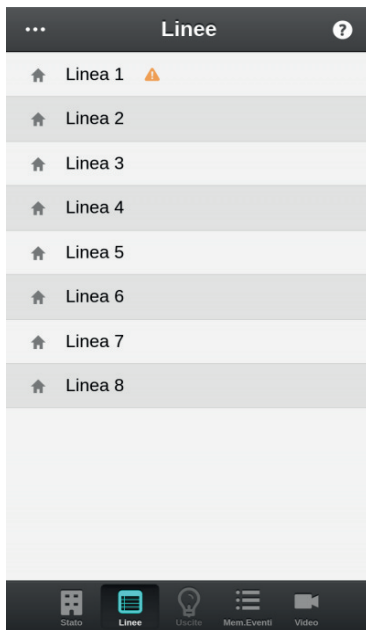 ... Linee ?
Linea 1
Linea 2
Linea 3
Linea 4
Linea 5
Linea 6
Linea 7
Linea 8
Stato Linee Uscite Mem.Eventi Video